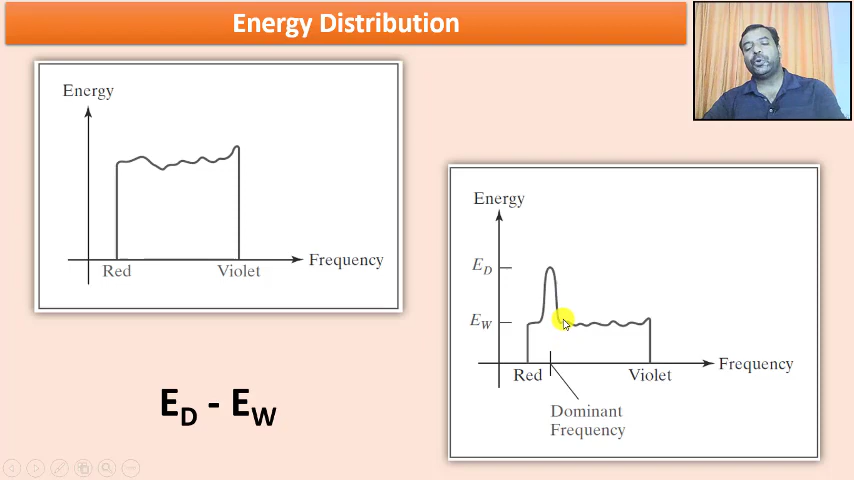 Energy Distribution
Energy
Frequency
Red Violet
Energy
E_D
E_W
Frequency
Red Violet
Dominant
Frequency
E_D - E_W